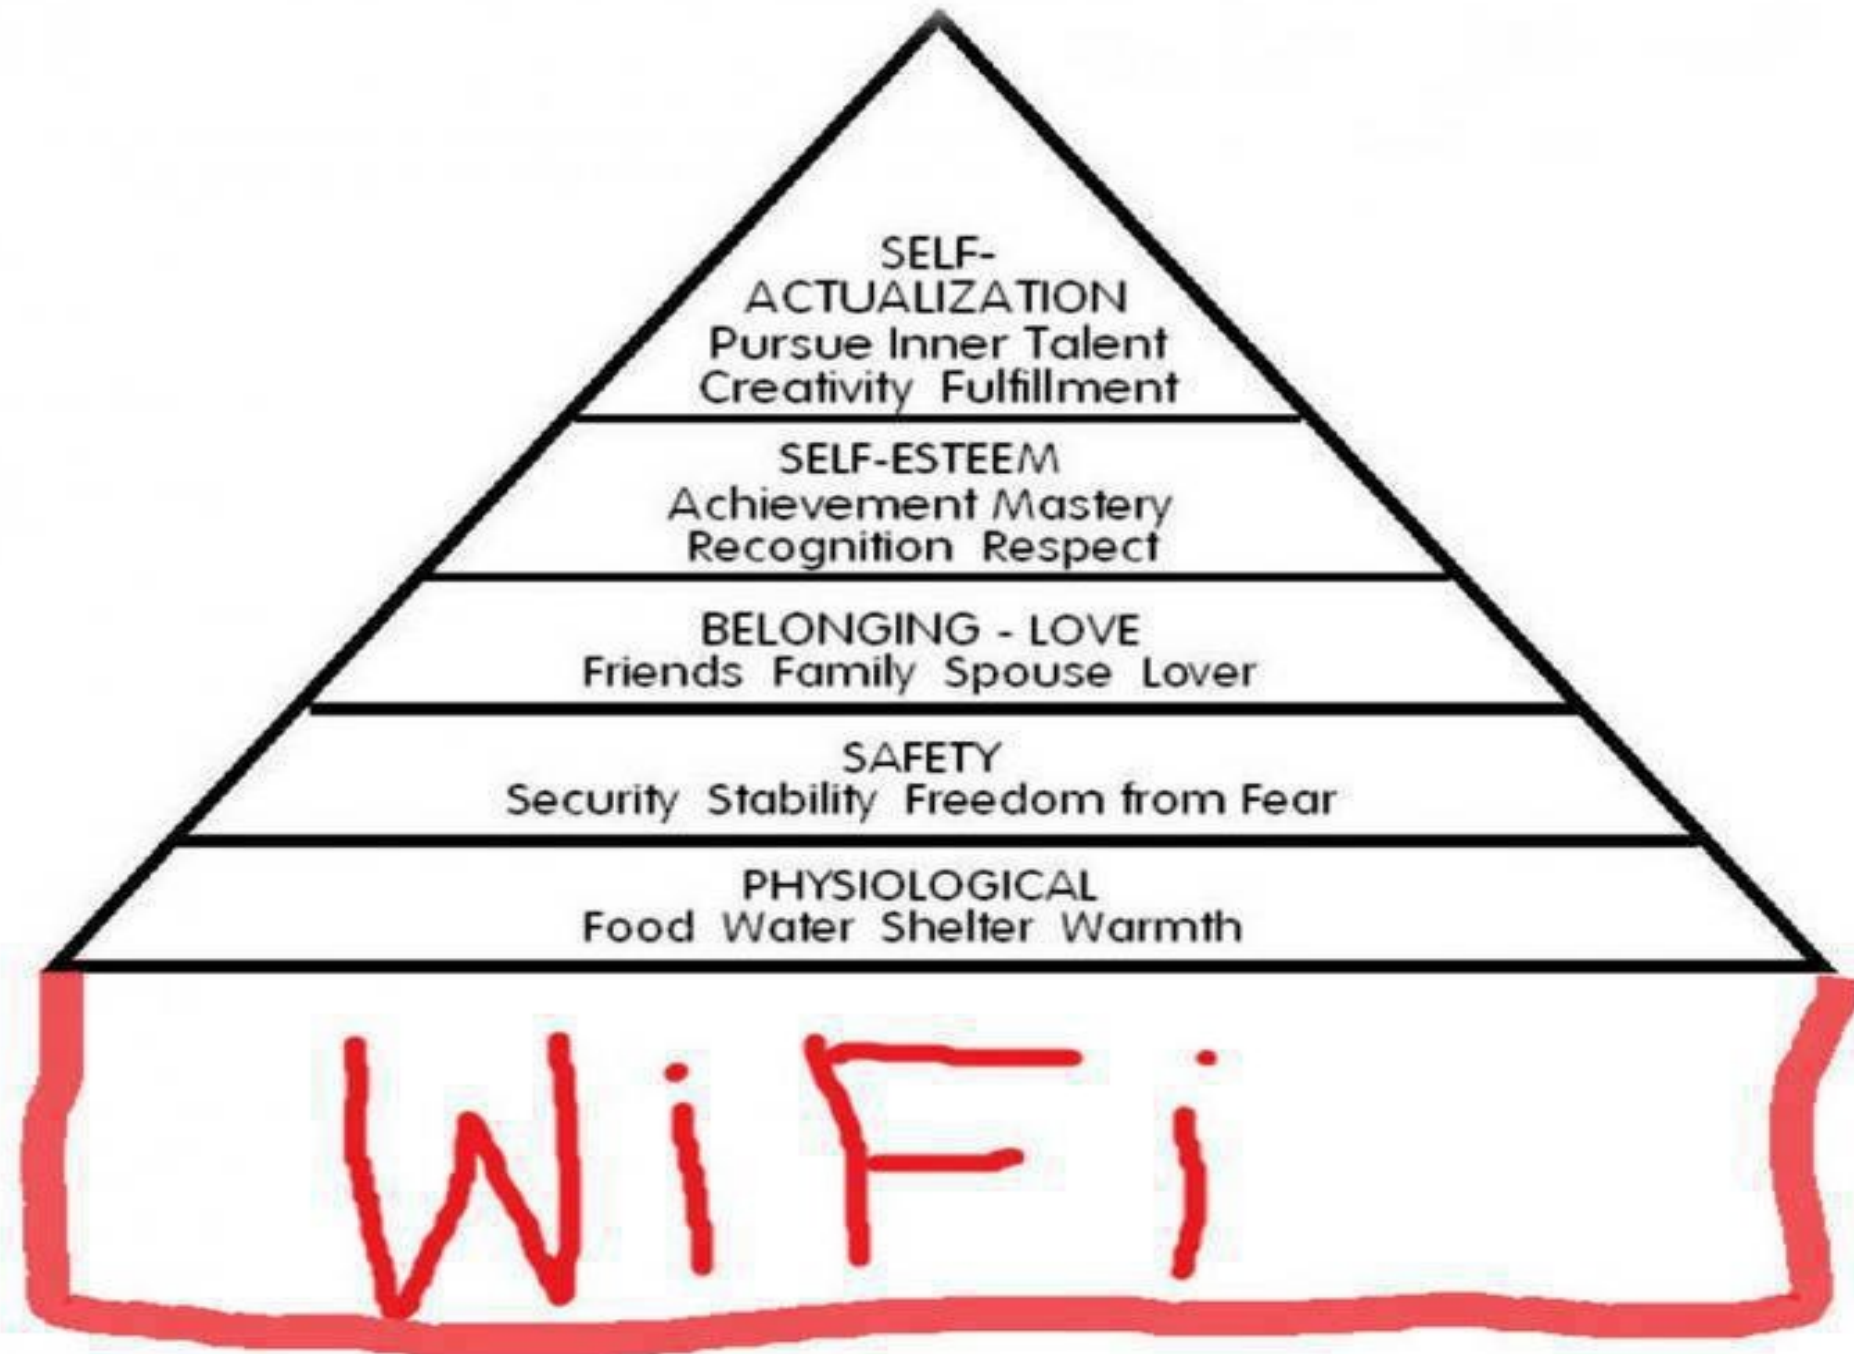 SELF-
ACTUALIZATION
Pursue Inner Talent
Creativity Fulfillment
SELF-ESTEEM
Achievement Mastery
Recognition Respect
BELONGING - LOVE
Friends Family Spouse Lover
SAFETY
Security Stability Freedom from Fear
PHYSIOLOGICAL
Food Water Shelter Warmth
WiFi